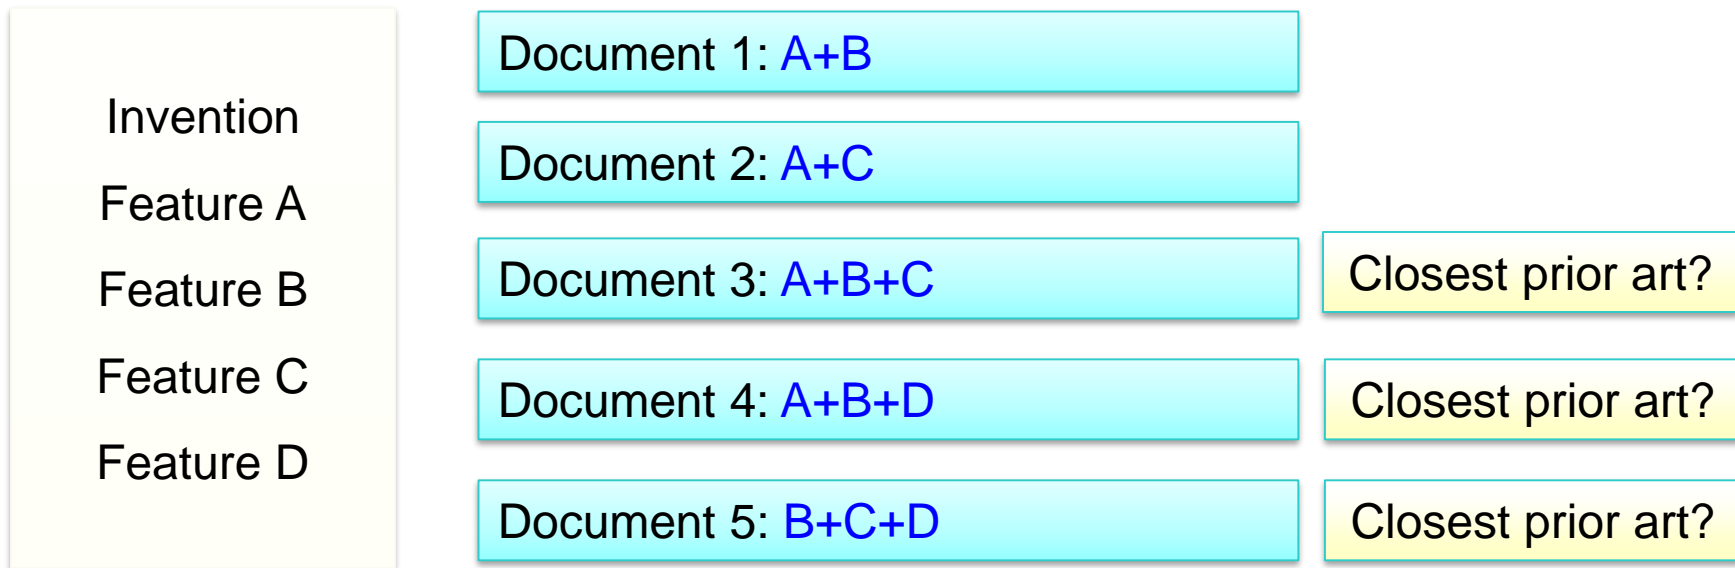 Invention
Feature A
Feature B
Feature C
Feature D
Document 1: A+B
Document 2: A+C
Document 3: A+B+C
Closest prior art?
Document 4: A+B+D
Closest prior art?
Document 5: B+C+D
Closest prior art?